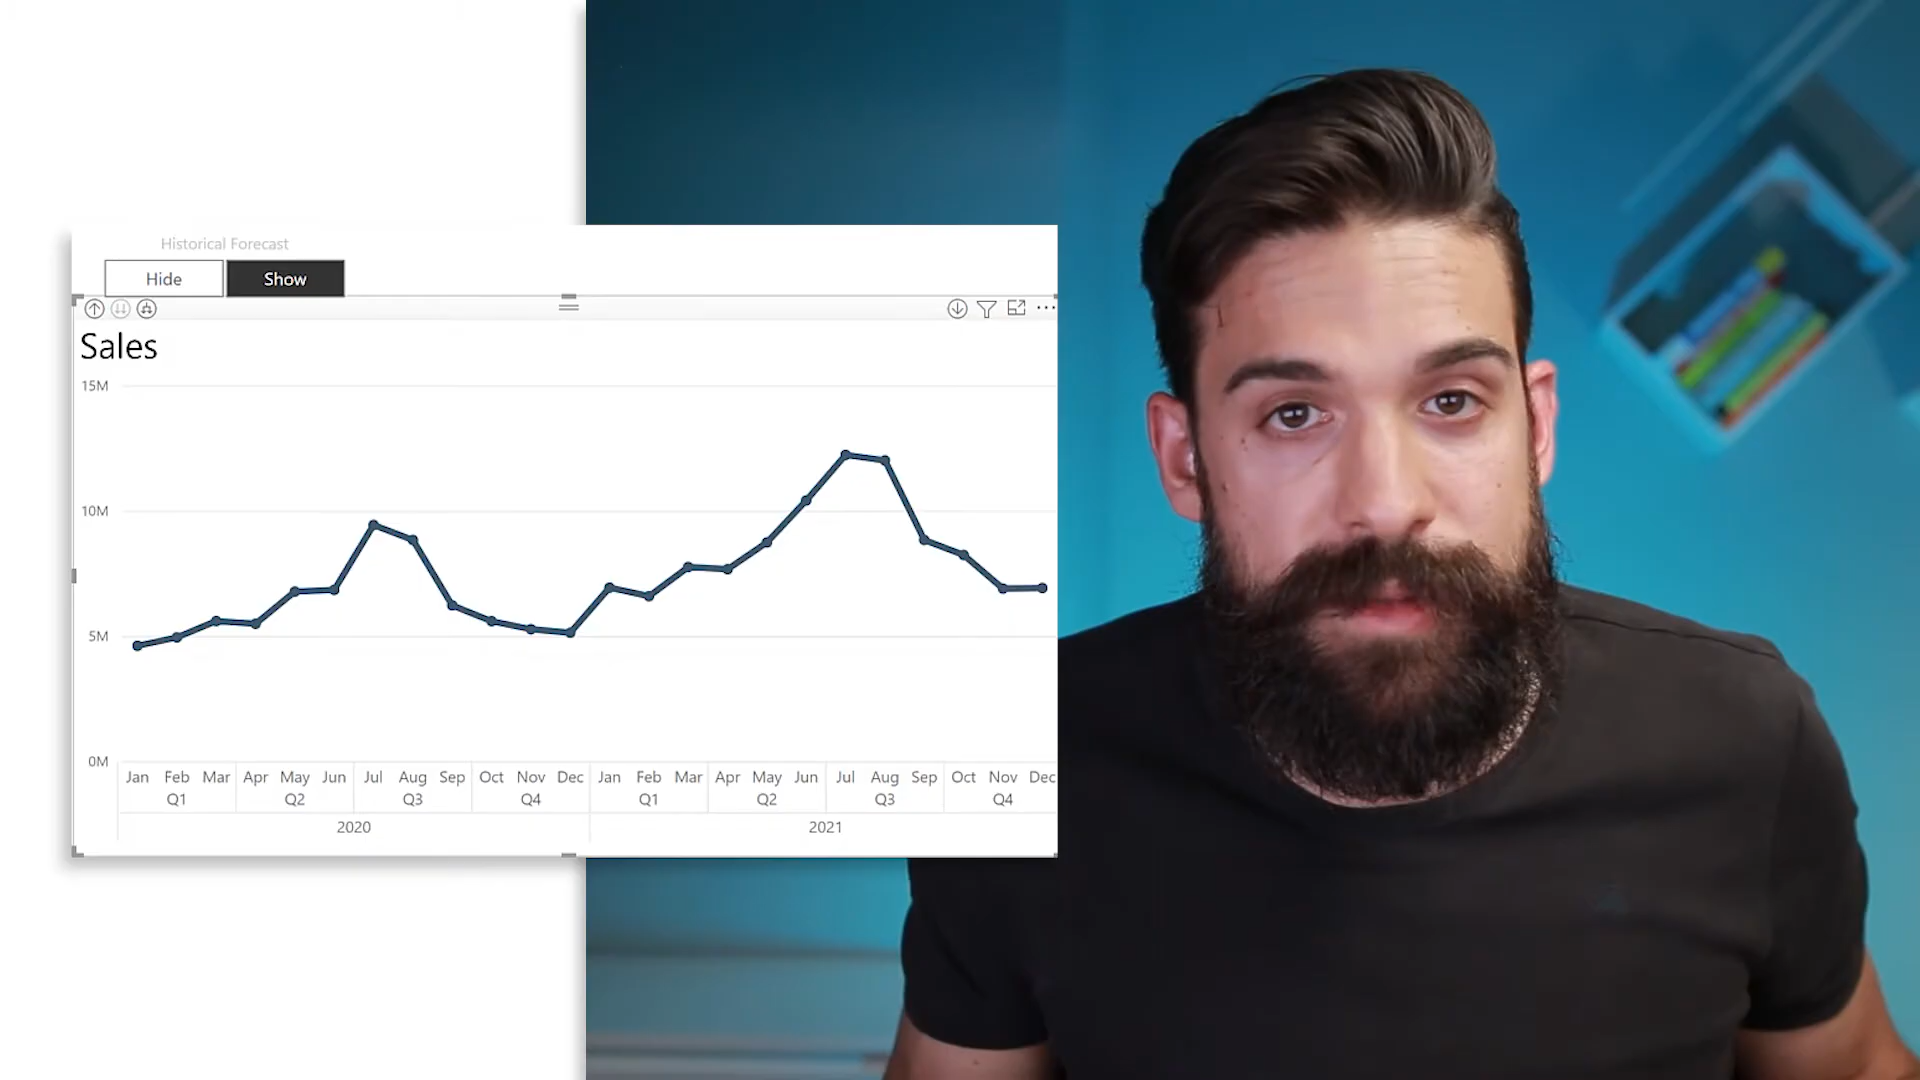 Historical Forecast
Hide Show
Sales
15M
10M
5M
0M
Jan Feb Mar Apr May Jun Jul Aug Sep Oct Nov Dec Jan Feb Mar Apr May Jun Jul Aug Sep Oct Nov Dec
Q1 Q2 Q3 Q4 Q1 Q2 Q3 Q4
2020 2021